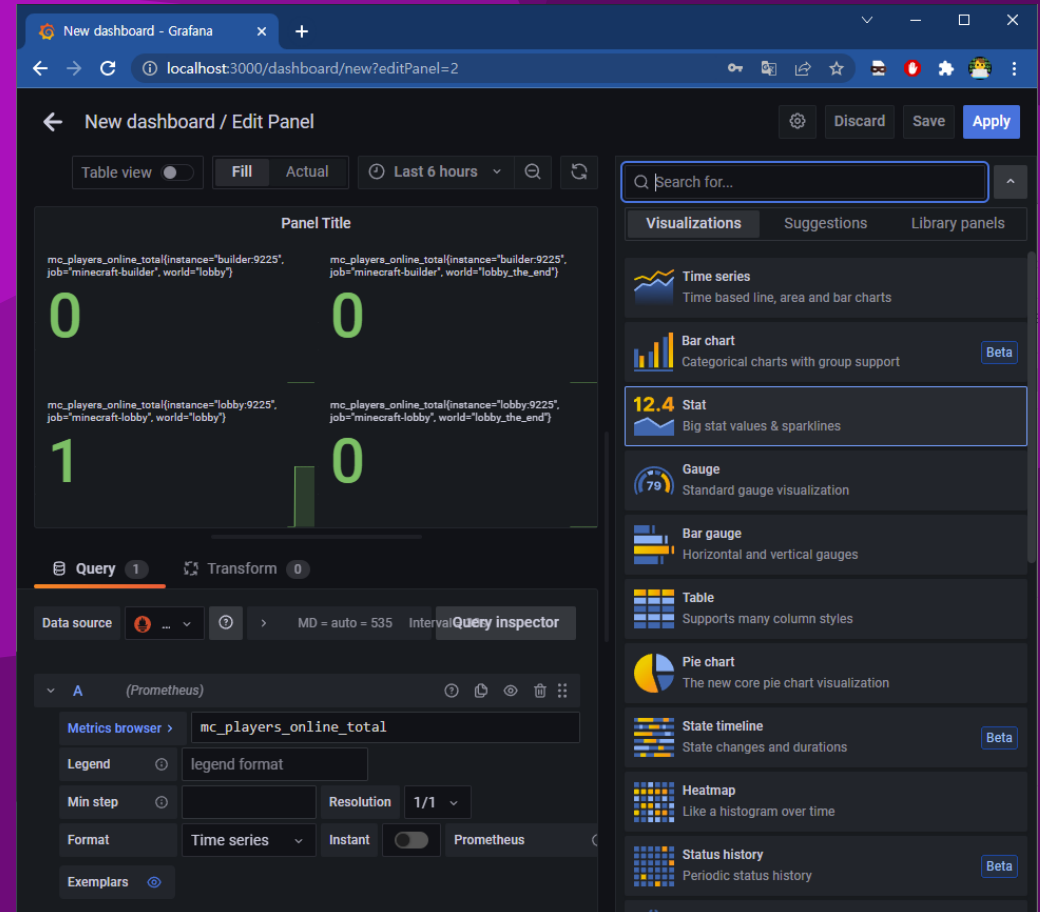 New dashboard - Grafana
localhost:3000/dashboard/new?editPanel=2
New dashboard / Edit Panel
Discard
Save
Apply
Table view
Fill
Actual
Last 6 hours
Search for...
Visualizations
Suggestions
Library panels
Panel Title
mc_players_online_total{instance="builder:9225",
job="minecraft-builder", world="lobby"}
0
mc_players_online_total{instance="builder:9225",
job="minecraft-builder", world="lobby_the_end"}
0
mc_players_online_total{instance="lobby:9225",
job="minecraft-lobby", world="lobby"}
1
mc_players_online_total{instance="lobby:9225",
job="minecraft-lobby", world="lobby_the_end"}
0
Query 1
Transform 0
Data source
...
MD = auto = 535
Interval
Query inspector
A
(Prometheus)
Metrics browser >
mc_players_online_total
Legend
legend format
Min step
Resolution
1/1
Format
Time series
Instant
Prometheus
Exemplars
Time series
Time based line, area and bar charts
Bar chart
Categorical charts with group support
Beta
12.4
Stat
Big stat values & sparklines
79
Gauge
Standard gauge visualization
Bar gauge
Horizontal and vertical gauges
Table
Supports many column styles
Pie chart
The new core pie chart visualization
State timeline
State changes and durations
Beta
Heatmap
Like a histogram over time
Status history
Periodic status history
Beta